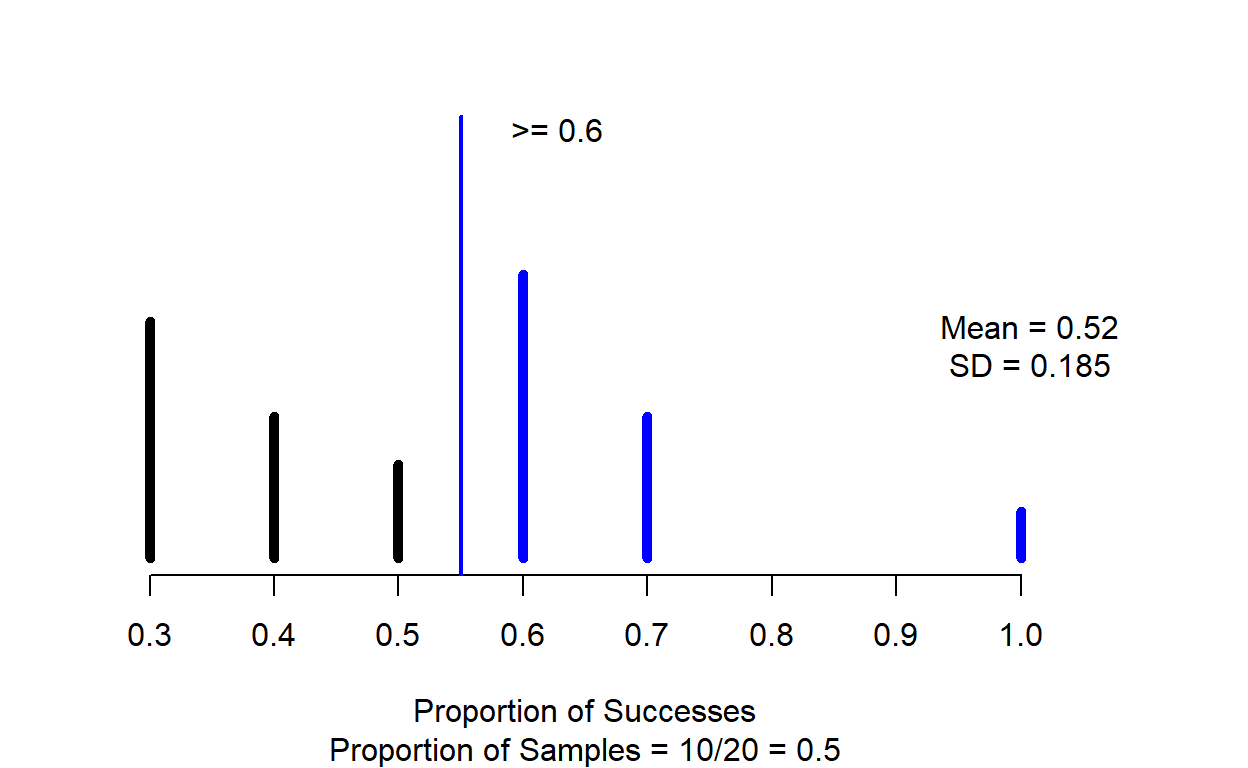 >= 0.6
Mean = 0.52
SD = 0.185
0.3 0.4 0.5 0.6 0.7 0.8 0.9 1.0
Proportion of Successes
Proportion of Samples = 10/20 = 0.5